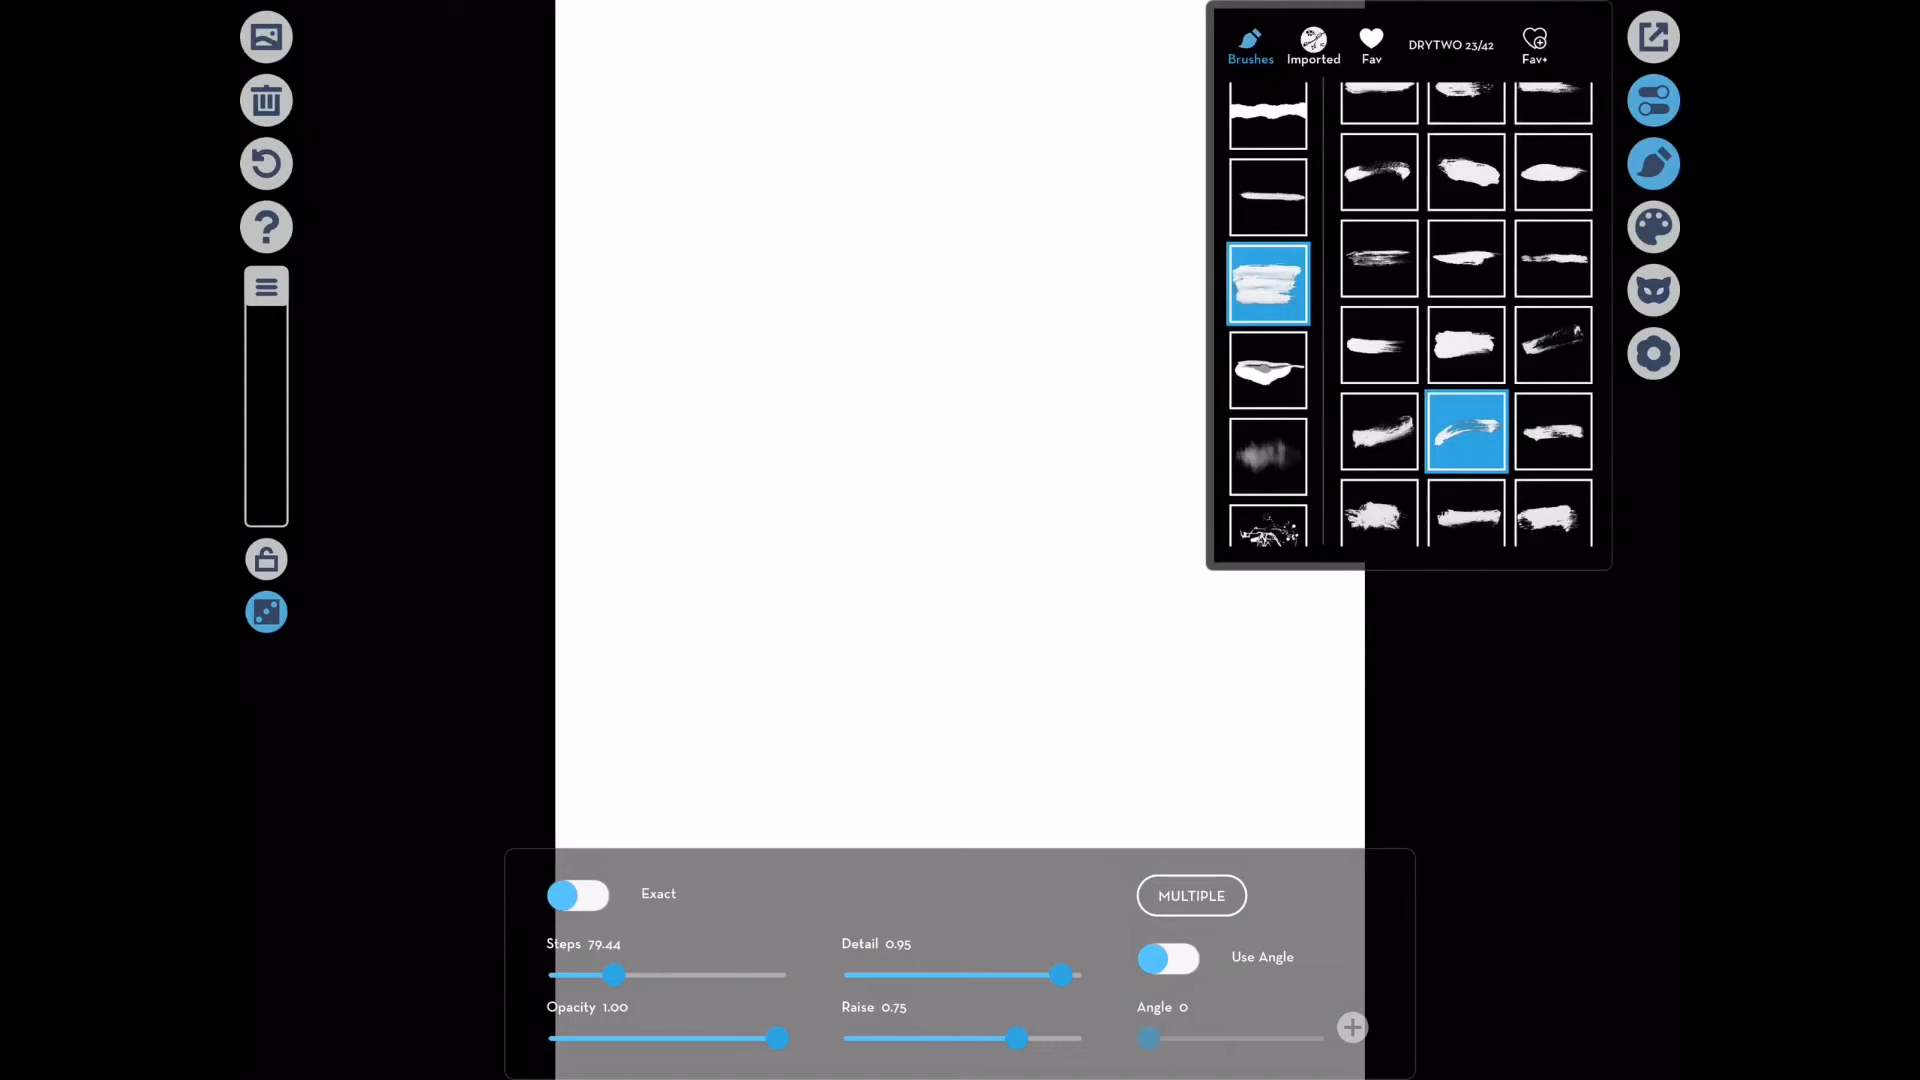 Brushes
Imported
Fav
DRYTWO 23/42
Fav+
Exact
MULTIPLE
Steps 79.44
Detail 0.95
Use Angle
Opacity 1.00
Raise 0.75
Angle 0